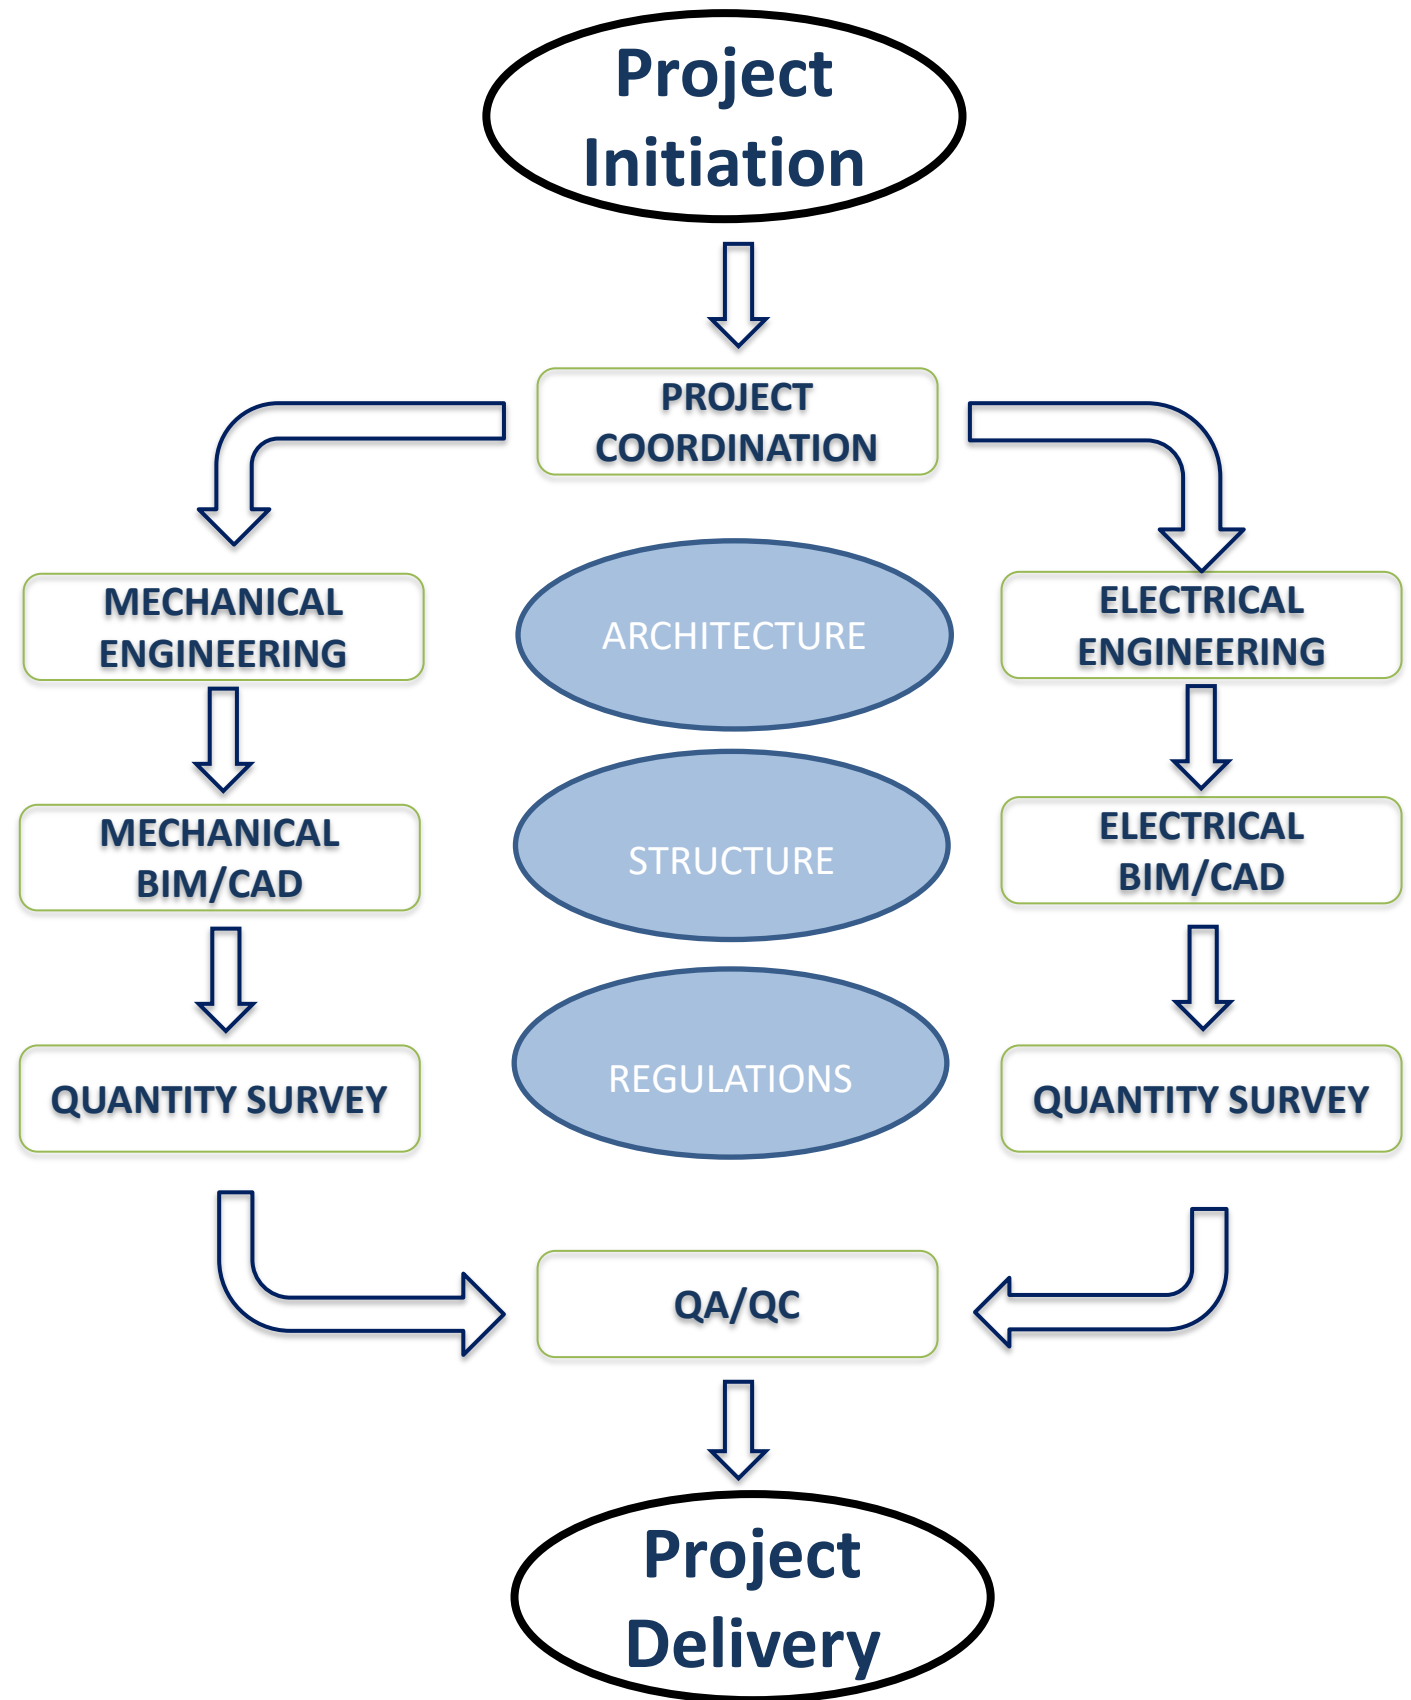 Project
Initiation
PROJECT
COORDINATION
MECHANICAL
ENGINEERING
ARCHITECTURE
ELECTRICAL
ENGINEERING
MECHANICAL
BIM/CAD
STRUCTURE
ELECTRICAL
BIM/CAD
QUANTITY SURVEY
REGULATIONS
QUANTITY SURVEY
QA/QC
Project
Delivery